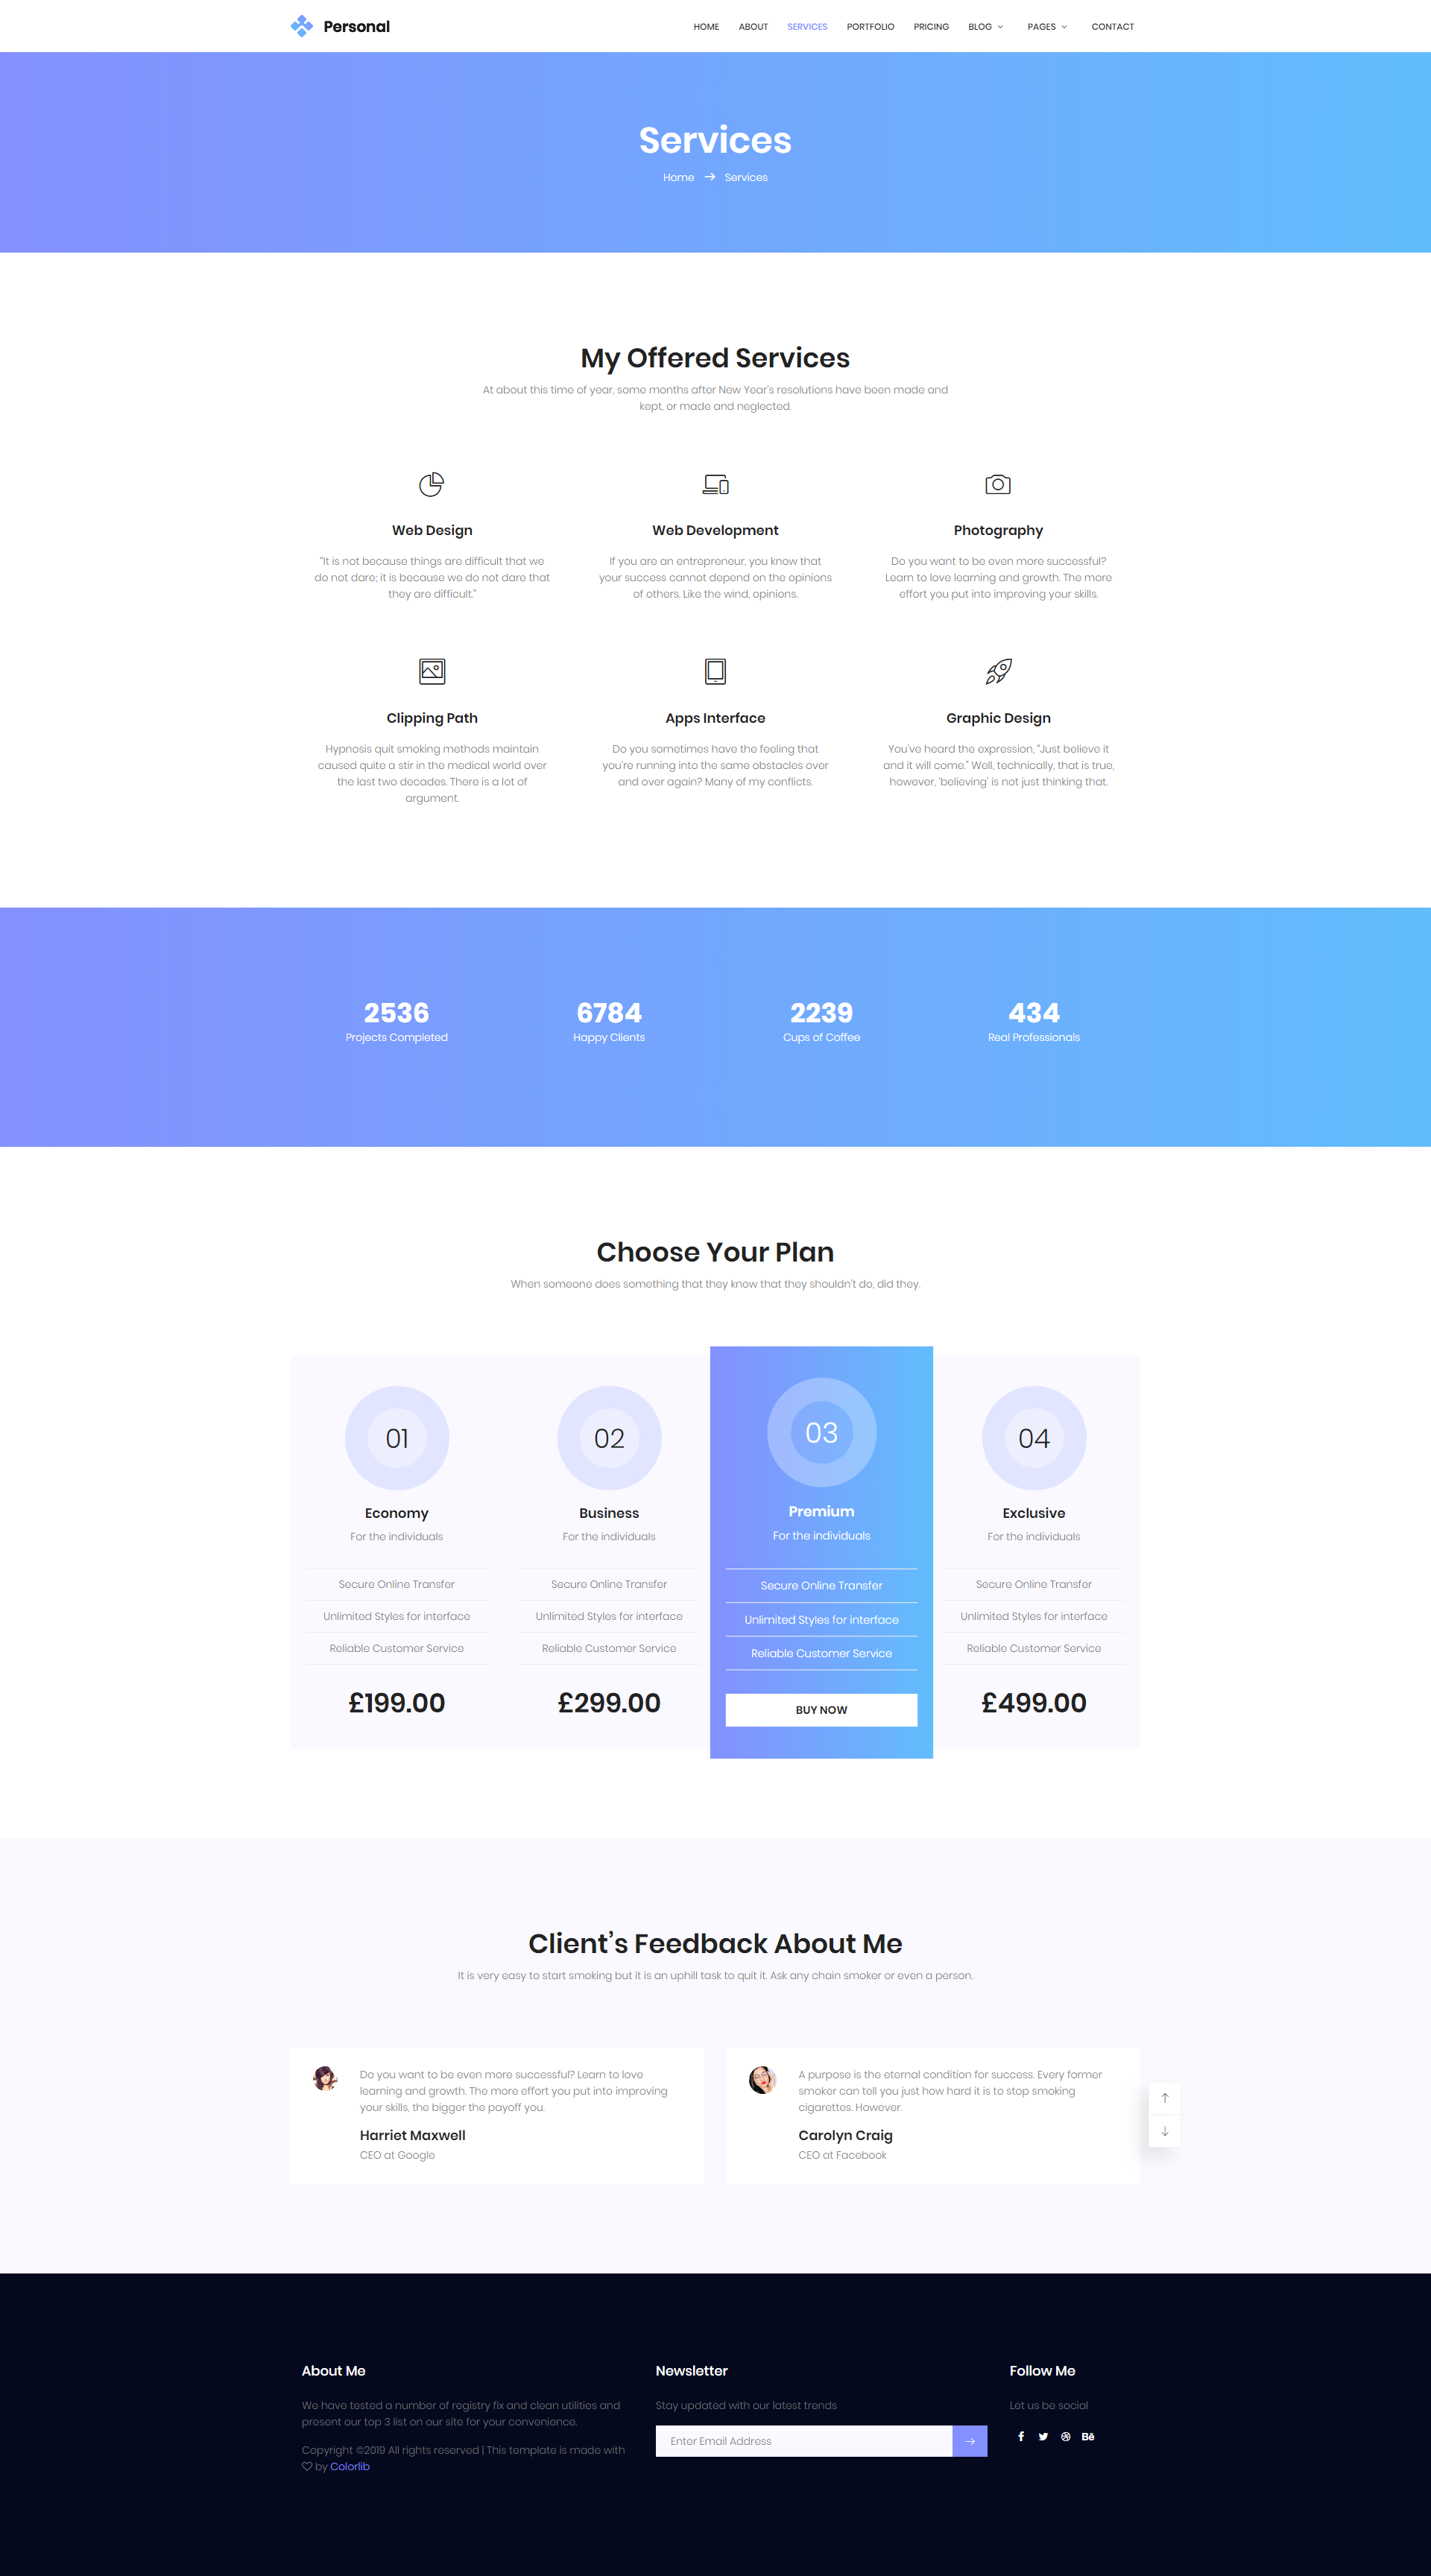 Personal
HOME ABOUT SERVICES PORTFOLIO PRICING BLOG PAGES CONTACT
Services
Home → Services
My Offered Services
At about this time of year, some months after New Year's resolutions have been made and
kept, or made and neglected.
Web Design
"It is not because things are difficult that we
do not dare; it is because we do not dare that
they are difficult."
Web Development
If you are an entrepreneur, you know that
your success cannot depend on the opinions
of others. Like the wind, opinions.
Photography
Do you want to be even more successful?
Learn to love learning and growth. The more
effort you put into improving your skills.
Clipping Path
Hypnosis quit smoking methods maintain
caused quite a stir in the medical world over
the last two decades. There is a lot of
argument.
Apps Interface
Do you sometimes have the feeling that
you're running into the same obstacles over
and over again? Many of my conflicts.
Graphic Design
You've heard the expression, "Just believe it
and it will come." Well, technically, that is true,
however, 'believing' is not just thinking that.
2536
Projects Completed
6784
Happy Clients
2239
Cups of Coffee
434
Real Professionals
Choose Your Plan
When someone does something that they know that they shouldn't do, did they.
01
Economy
For the individuals
Secure Online Transfer
Unlimited Styles for interface
Reliable Customer Service
£199.00
02
Business
For the individuals
Secure Online Transfer
Unlimited Styles for interface
Reliable Customer Service
£299.00
03
Premium
For the individuals
Secure Online Transfer
Unlimited Styles for interface
Reliable Customer Service
BUY NOW
04
Exclusive
For the individuals
Secure Online Transfer
Unlimited Styles for interface
Reliable Customer Service
£499.00
Client's Feedback About Me
It is very easy to start smoking but it is an uphill task to quit it. Ask any chain smoker or even a person.
Do you want to be even more successful? Learn to love
learning and growth. The more effort you put into improving
your skills, the bigger the payoff you.
Harriet Maxwell
CEO at Google
A purpose is the eternal condition for success. Every former
smoker can tell you just how hard it is to stop smoking
cigarettes. However.
Carolyn Craig
CEO at Facebook
About Me
We have tested a number of registry fix and clean utilities and
present our top 3 list on our site for your convenience.
Copyright ©2019 All rights reserved | This template is made with
♡ by Colorlib
Newsletter
Stay updated with our latest trends
Enter Email Address
Follow Me
Let us be social